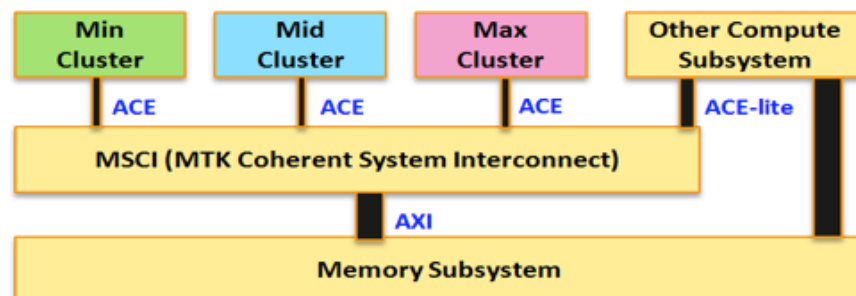 Min
Cluster
Mid
Cluster
Max
Cluster
Other Compute
Subsystem
ACE
ACE
ACE
ACE-lite
MSCI (MTK Coherent System Interconnect)
AXI
Memory Subsystem